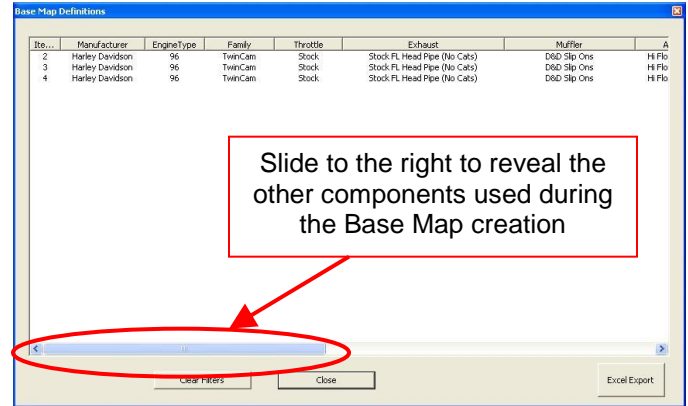 Base Map Definitions
Ite... Manufacturer EngineType Family Throttle Exhaust Muffler A
2 Harley Davidson 96 TwinCam Stock Stock FL Head Pipe (No Cats) D&D Slip Ons Hi Flo
3 Harley Davidson 96 TwinCam Stock Stock FL Head Pipe (No Cats) D&D Slip Ons Hi Flo
4 Harley Davidson 96 TwinCam Stock Stock FL Head Pipe (No Cats) D&D Slip Ons Hi Flo
Slide to the right to reveal the
other components used during
the Base Map creation
Clear Filters Close Excel Export